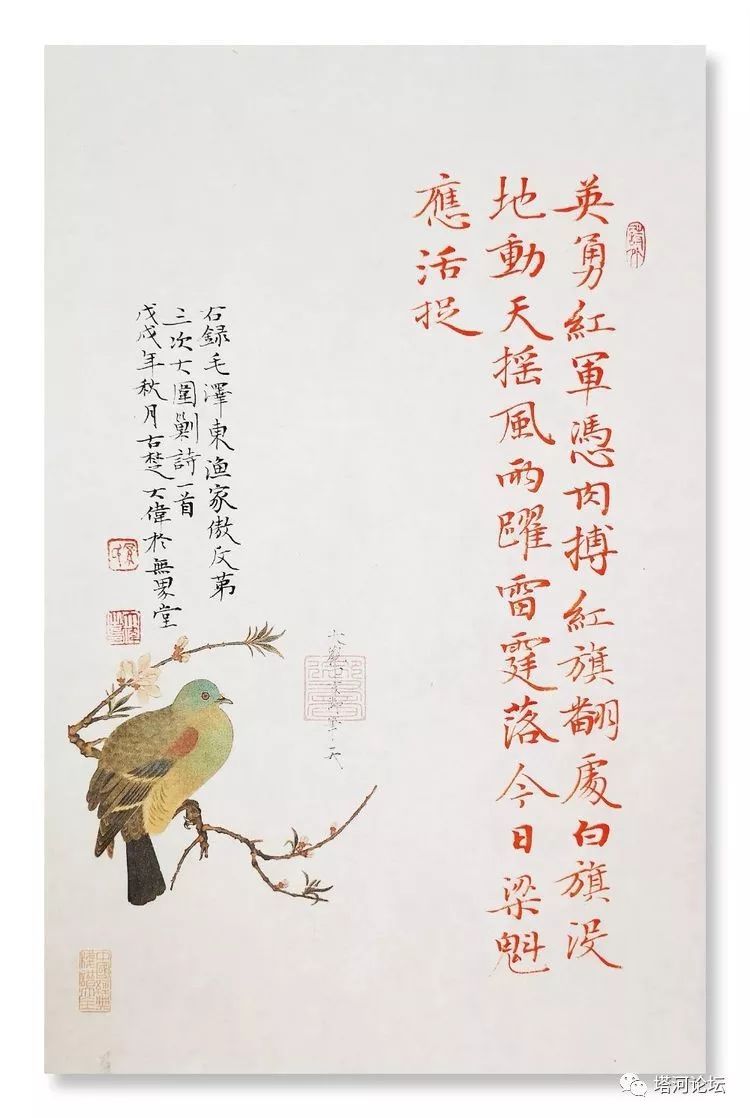 英勇紅軍憑肉搏紅旗翻處白旗没
地動天摇風雨躍雷霆落今日梁魁
應活捉
右録毛澤東渔家傲反第
三次大圍剿詩一首
戊戌年秋月古楚大偉於無界堂
塔河论坛